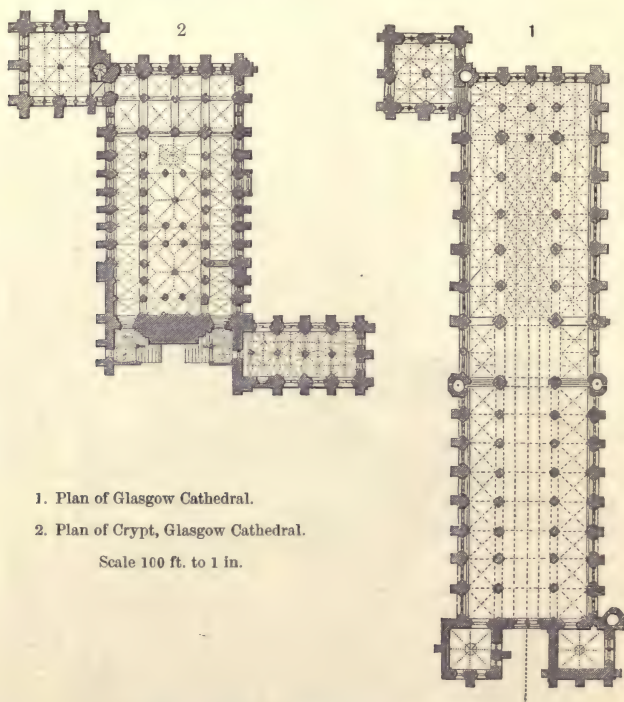 2
1
1. Plan of Glasgow Cathedral.
2. Plan of Crypt, Glasgow Cathedral.
Scale 100 ft. to 1 in.